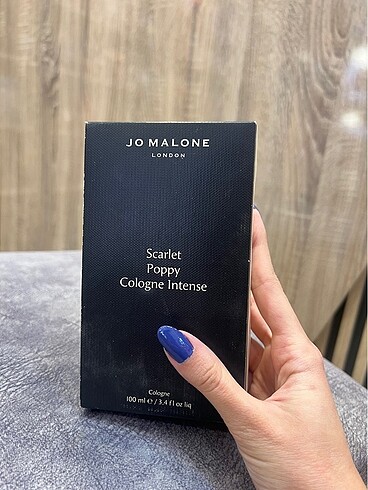 JO MALONE
LONDON
Scarlet
Poppy
Cologne Intense
Cologne
100 ml e / 3.4 fl oz liq